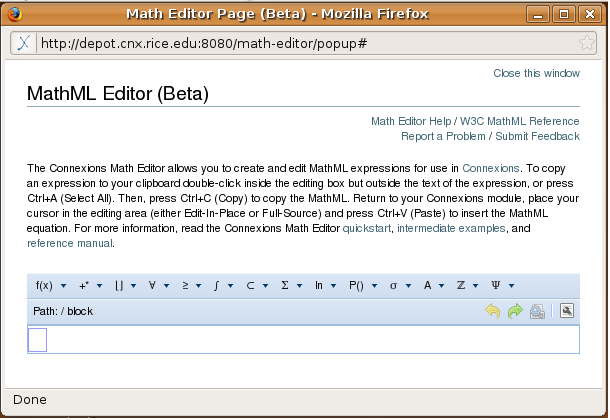 Math Editor Page (Beta) - Mozilla Firefox
http://depot.cnx.rice.edu:8080/math-editor/popup#
Close this window
MathML Editor (Beta)
Math Editor Help / W3C MathML Reference
Report a Problem / Submit Feedback
The Connexions Math Editor allows you to create and edit MathML expressions for use in Connexions. To copy
an expression to your clipboard double-click inside the editing box but outside the text of the expression, or press
Ctrl+A (Select All). Then, press Ctrl+C (Copy) to copy the MathML. Return to your Connexions module, place your
cursor in the editing area (either Edit-In-Place or Full-Source) and press Ctrl+V (Paste) to insert the MathML
equation. For more information, read the Connexions Math Editor quickstart, intermediate examples, and
reference manual.
f(x) +* ⌊⌋ ∀ ≥ ∫ ⊂ Σ ln P() σ A ℤ Ψ
Path: / block
Done